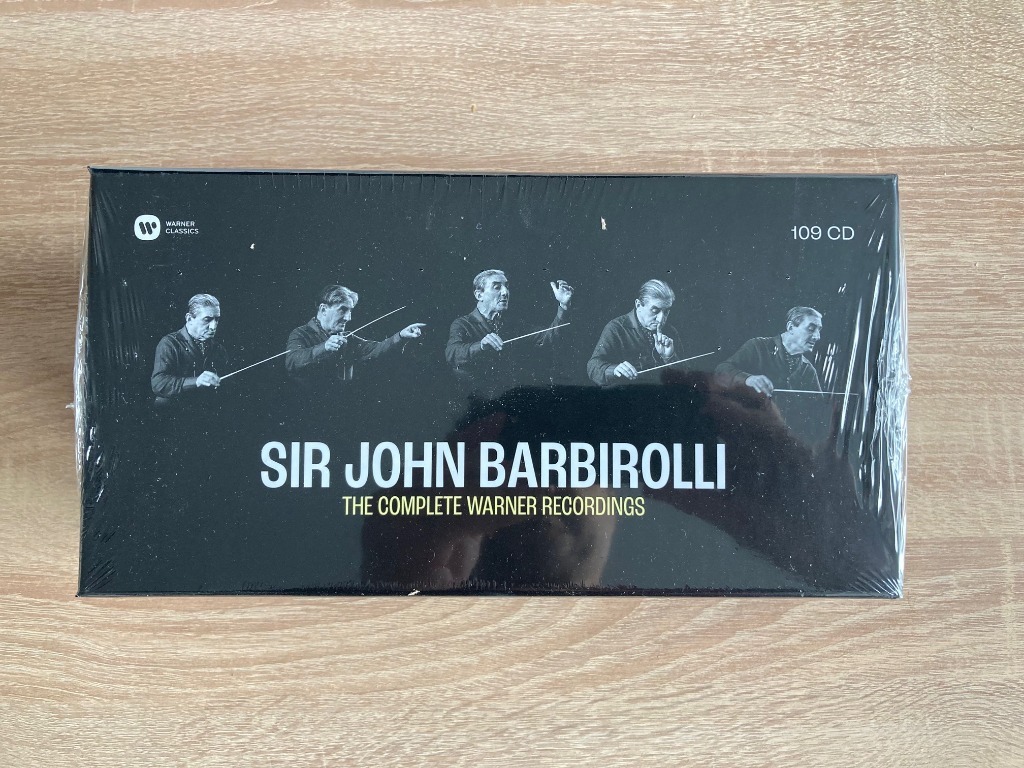 WARNER
CLASSICS
109 CD
SIR JOHN BARBIROLLI
THE COMPLETE WARNER RECORDINGS